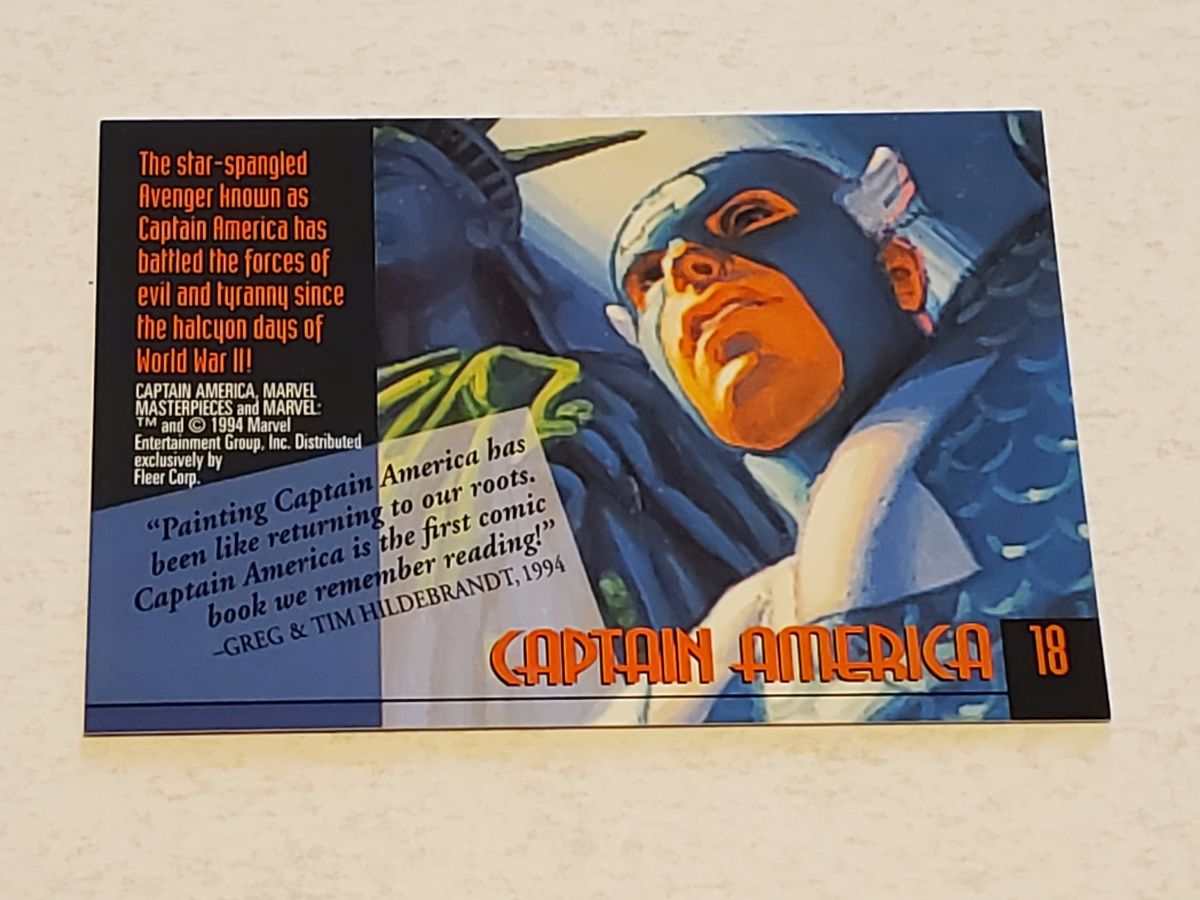 The star-spangled
Avenger known as
Captain America has
battled the forces of
evil and tyranny since
the halcyon days of
World War II!
CAPTAIN AMERICA, MARVEL
MASTERPIECES and MARVEL:
™ and © 1994 Marvel
Entertainment Group, Inc. Distributed
exclusively by
Fleer Corp.
“Painting Captain America has
been like returning to our roots.
Captain America is the first comic
book we remember reading!”
–GREG & TIM HILDEBRANDT, 1994
CAPTAIN AMERICA
18